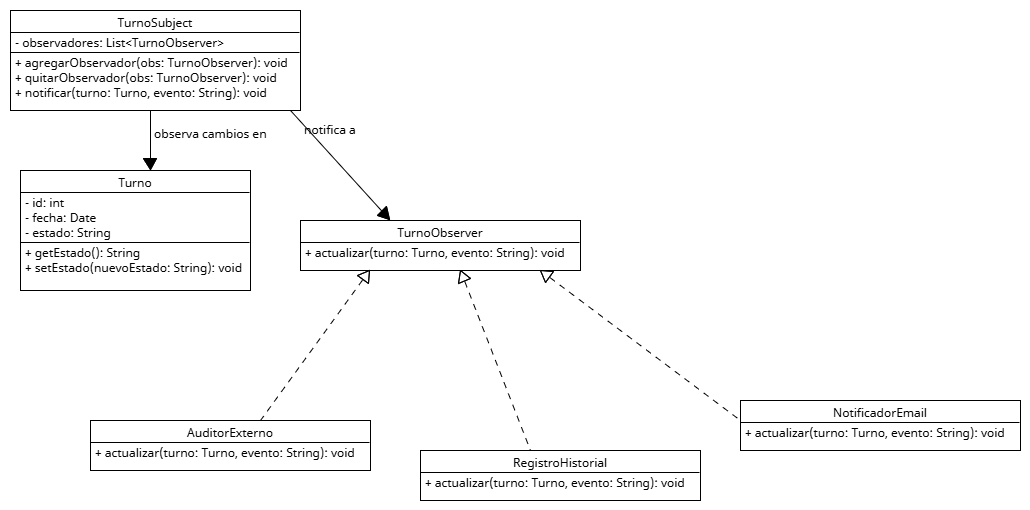 TurnoSubject
- observadores: List<TurnoObserver>
+ agregarObservador(obs: TurnoObserver): void
+ quitarObservador(obs: TurnoObserver): void
+ notificar(turno: Turno, evento: String): void
observa cambios en
notifica a
Turno
- id: int
- fecha: Date
- estado: String
+ getEstado(): String
+ setEstado(nuevoEstado: String): void
TurnoObserver
+ actualizar(turno: Turno, evento: String): void
AuditorExterno
+ actualizar(turno: Turno, evento: String): void
RegistroHistorial
+ actualizar(turno: Turno, evento: String): void
NotificadorEmail
+ actualizar(turno: Turno, evento: String): void